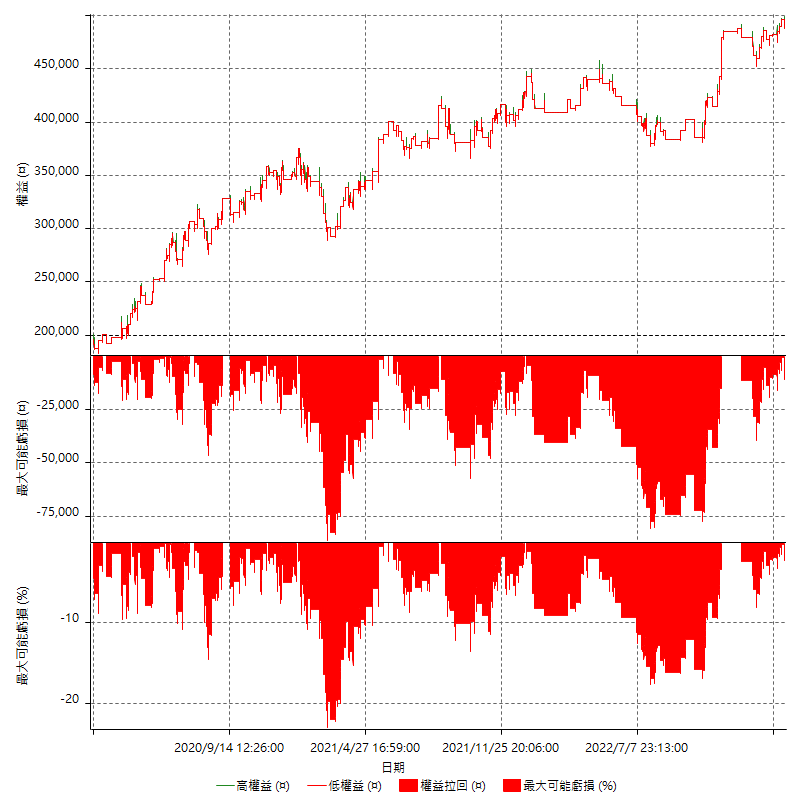 450,000
400,000
350,000
300,000
250,000
200,000
權益 (¤)
-25,000
-50,000
-75,000
最大可能虧損 (¤)
-10
-20
最大可能虧損 (%)
2020/9/14 12:26:00
2021/4/27 16:59:00
2021/11/25 20:06:00
2022/7/7 23:13:00
日期
高權益 (¤)
低權益 (¤)
權益拉回 (¤)
最大可能虧損 (%)